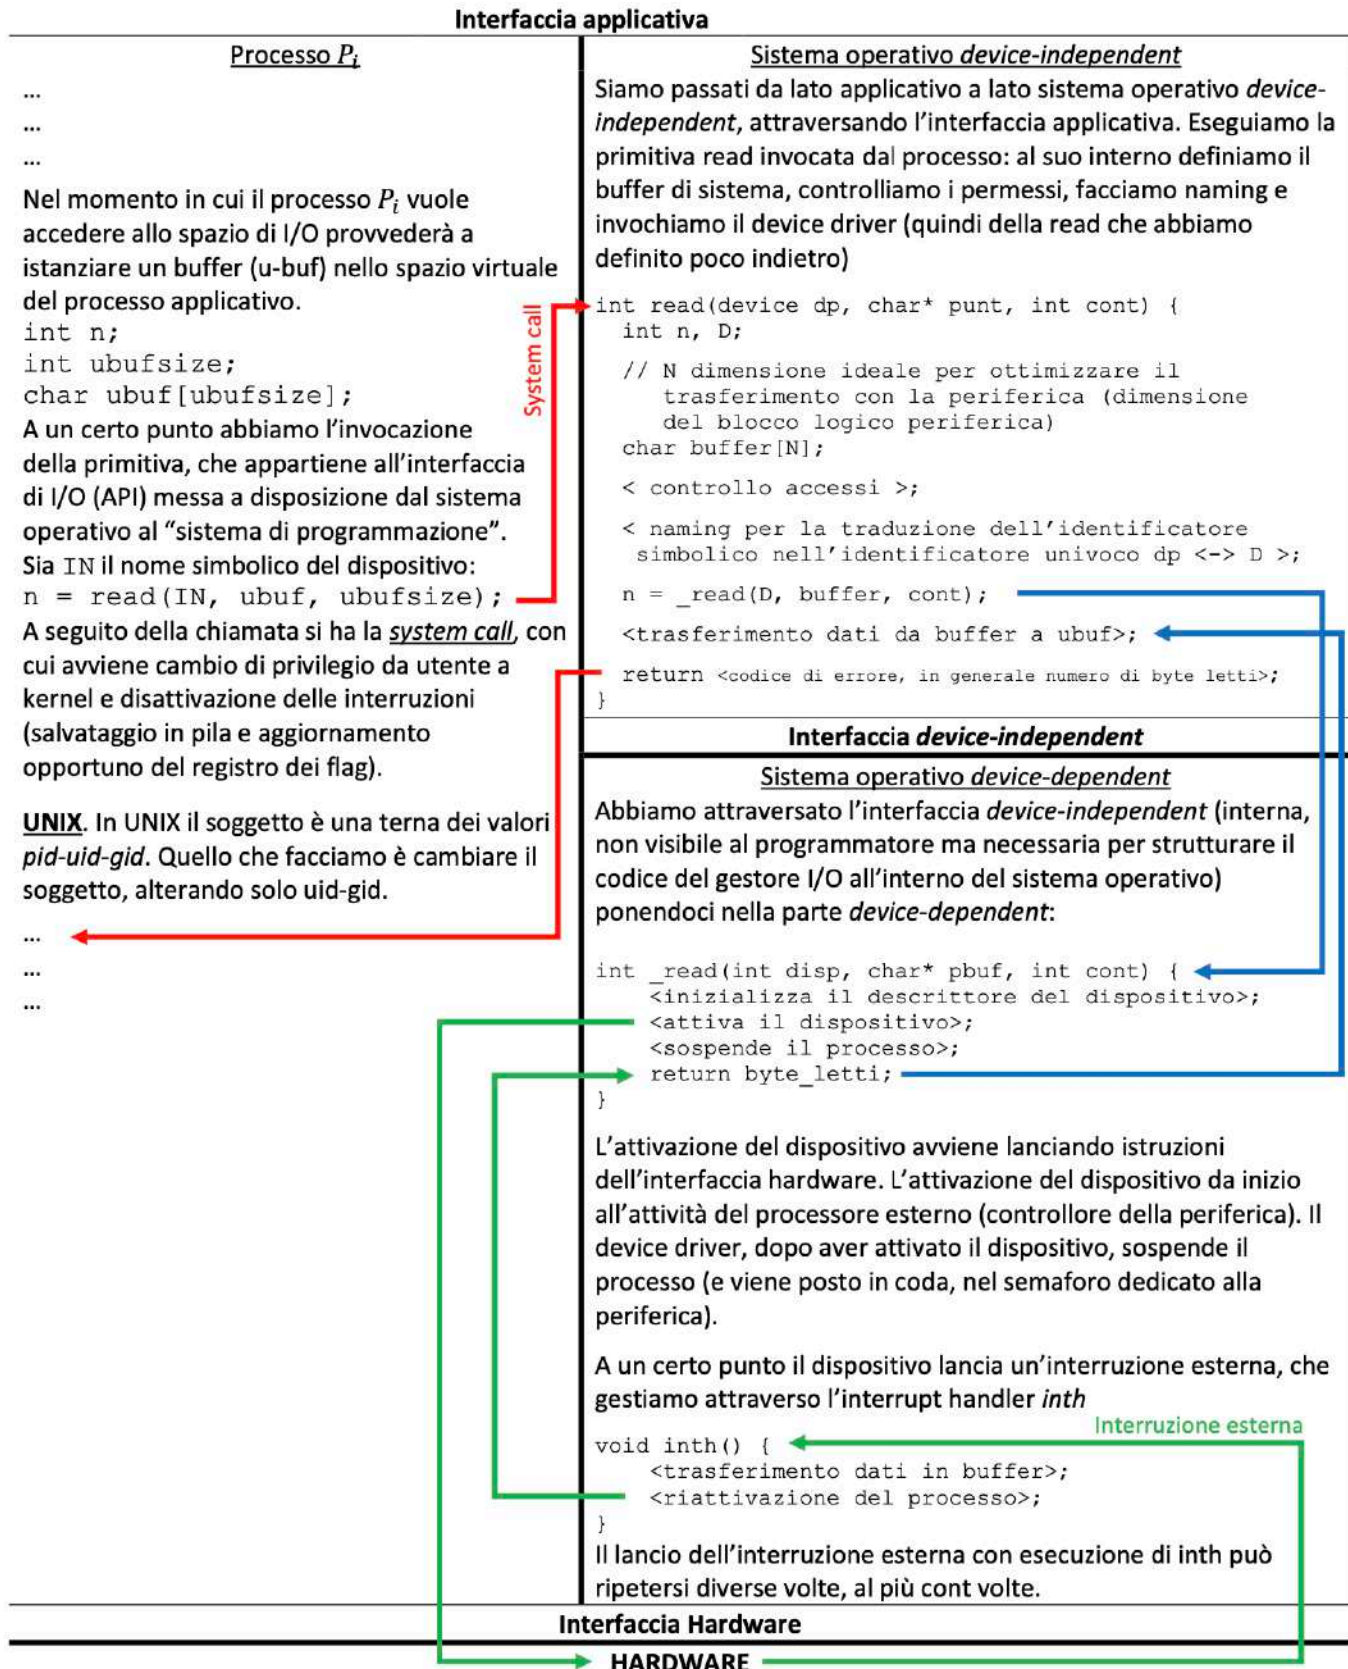 Interfaccia applicativa
Processo P_i
...
...
...
Nel momento in cui il processo P_i vuole
accedere allo spazio di I/O provvederà a
istanziare un buffer (u-buf) nello spazio virtuale
del processo applicativo.
int n;
int ubufsize;
char ubuf[ubufsize];
A un certo punto abbiamo l'invocazione
della primitiva, che appartiene all'interfaccia
di I/O (API) messa a disposizione dal sistema
operativo al "sistema di programmazione".
Sia IN il nome simbolico del dispositivo:
n = read(IN, ubuf, ubufsize);
A seguito della chiamata si ha la system call, con
cui avviene cambio di privilegio da utente a
kernel e disattivazione delle interruzioni
(salvataggio in pila e aggiornamento
opportuno del registro dei flag).
UNIX. In UNIX il soggetto è una terna dei valori
pid-uid-gid. Quello che facciamo è cambiare il
soggetto, alterando solo uid-gid.
...
...
...
System call
Sistema operativo device-independent
Siamo passati da lato applicativo a lato sistema operativo device-
independent, attraversando l'interfaccia applicativa. Eseguiamo la
primitiva read invocata dal processo: al suo interno definiamo il
buffer di sistema, controlliamo i permessi, facciamo naming e
invochiamo il device driver (quindi della read che abbiamo
definito poco indietro)
int read(device dp, char* punt, int cont) {
int n, D;
// N dimensione ideale per ottimizzare il
trasferimento con la periferica (dimensione
del blocco logico periferica)
char buffer[N];
< controllo accessi >;
< naming per la traduzione dell'identificatore
simbolico nell'identificatore univoco dp <-> D >;
n = _read(D, buffer, cont);
<trasferimento dati da buffer a ubuf>;
return <codice di errore, in generale numero di byte letti>;
}
Interfaccia device-independent
Sistema operativo device-dependent
Abbiamo attraversato l'interfaccia device-independent (interna,
non visibile al programmatore ma necessaria per strutturare il
codice del gestore I/O all'interno del sistema operativo)
ponendoci nella parte device-dependent:
int _read(int disp, char* pbuf, int cont) {
<inizializza il descrittore del dispositivo>;
<attiva il dispositivo>;
<sospende il processo>;
return byte_letti;
}
L'attivazione del dispositivo avviene lanciando istruzioni
dell'interfaccia hardware. L'attivazione del dispositivo da inizio
all'attività del processore esterno (controllore della periferica). Il
device driver, dopo aver attivato il dispositivo, sospende il
processo (e viene posto in coda, nel semaforo dedicato alla
periferica).
A un certo punto il dispositivo lancia un'interruzione esterna, che
gestiamo attraverso l'interrupt handler inth
Interruzione esterna
void inth() {
<trasferimento dati in buffer>;
<riattivazione del processo>;
}
Il lancio dell'interruzione esterna con esecuzione di inth può
ripetersi diverse volte, al più cont volte.
Interfaccia Hardware
HARDWARE